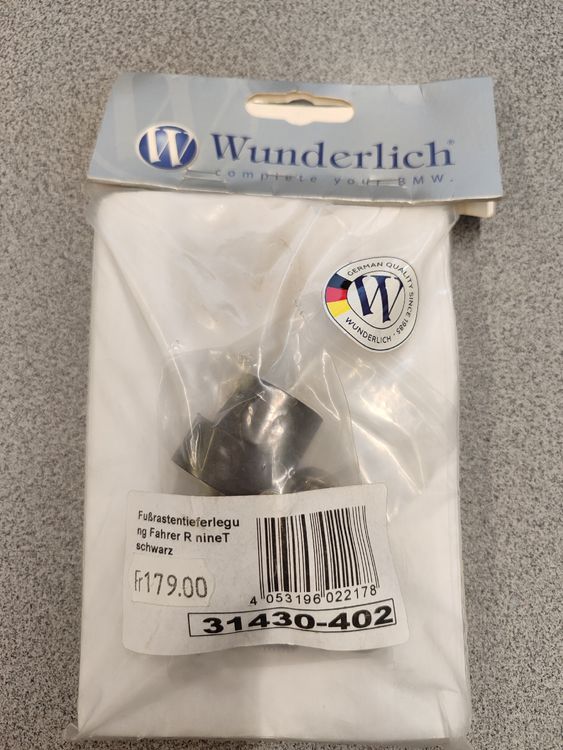 W Wunderlich®
complete your BMW.
GERMAN QUALITY SINCE 1985
W
WUNDERLICH
Fußrastentieferlegu
ng Fahrer R nineT
schwarz
Fr179.00
4 053196 022178
31430-402